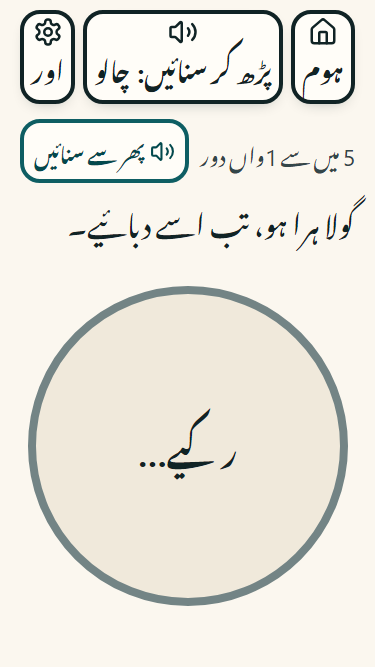 ہوم
پڑھ کر سنائیں: چالو
اور
5 میں سے 1واں دور
پھر سے سنائیں
گولا ہرا ہو، تب اسے دبائیے۔
رکیے...